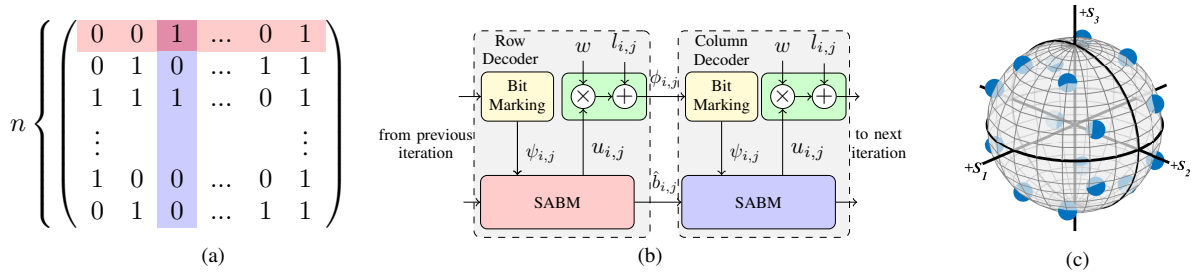 0 0 1 ... 0 1
0 1 0 ... 1 1
1 1 1 ... 0 1
n
⋮ ⋮
1 0 0 ... 0 1
0 1 0 ... 1 1
(a)
Row
Decoder
w
l_{i,j}
Bit
Marking
×
+
ϕ_{i,j}
from previous
iteration
ψ_{i,j}
u_{i,j}
SABM
b̂_{i,j}
Column
Decoder
w
l_{i,j}
Bit
Marking
×
+
to next
iteration
ψ_{i,j}
u_{i,j}
SABM
(b)
+S_3
+S_1
+S_2
(c)